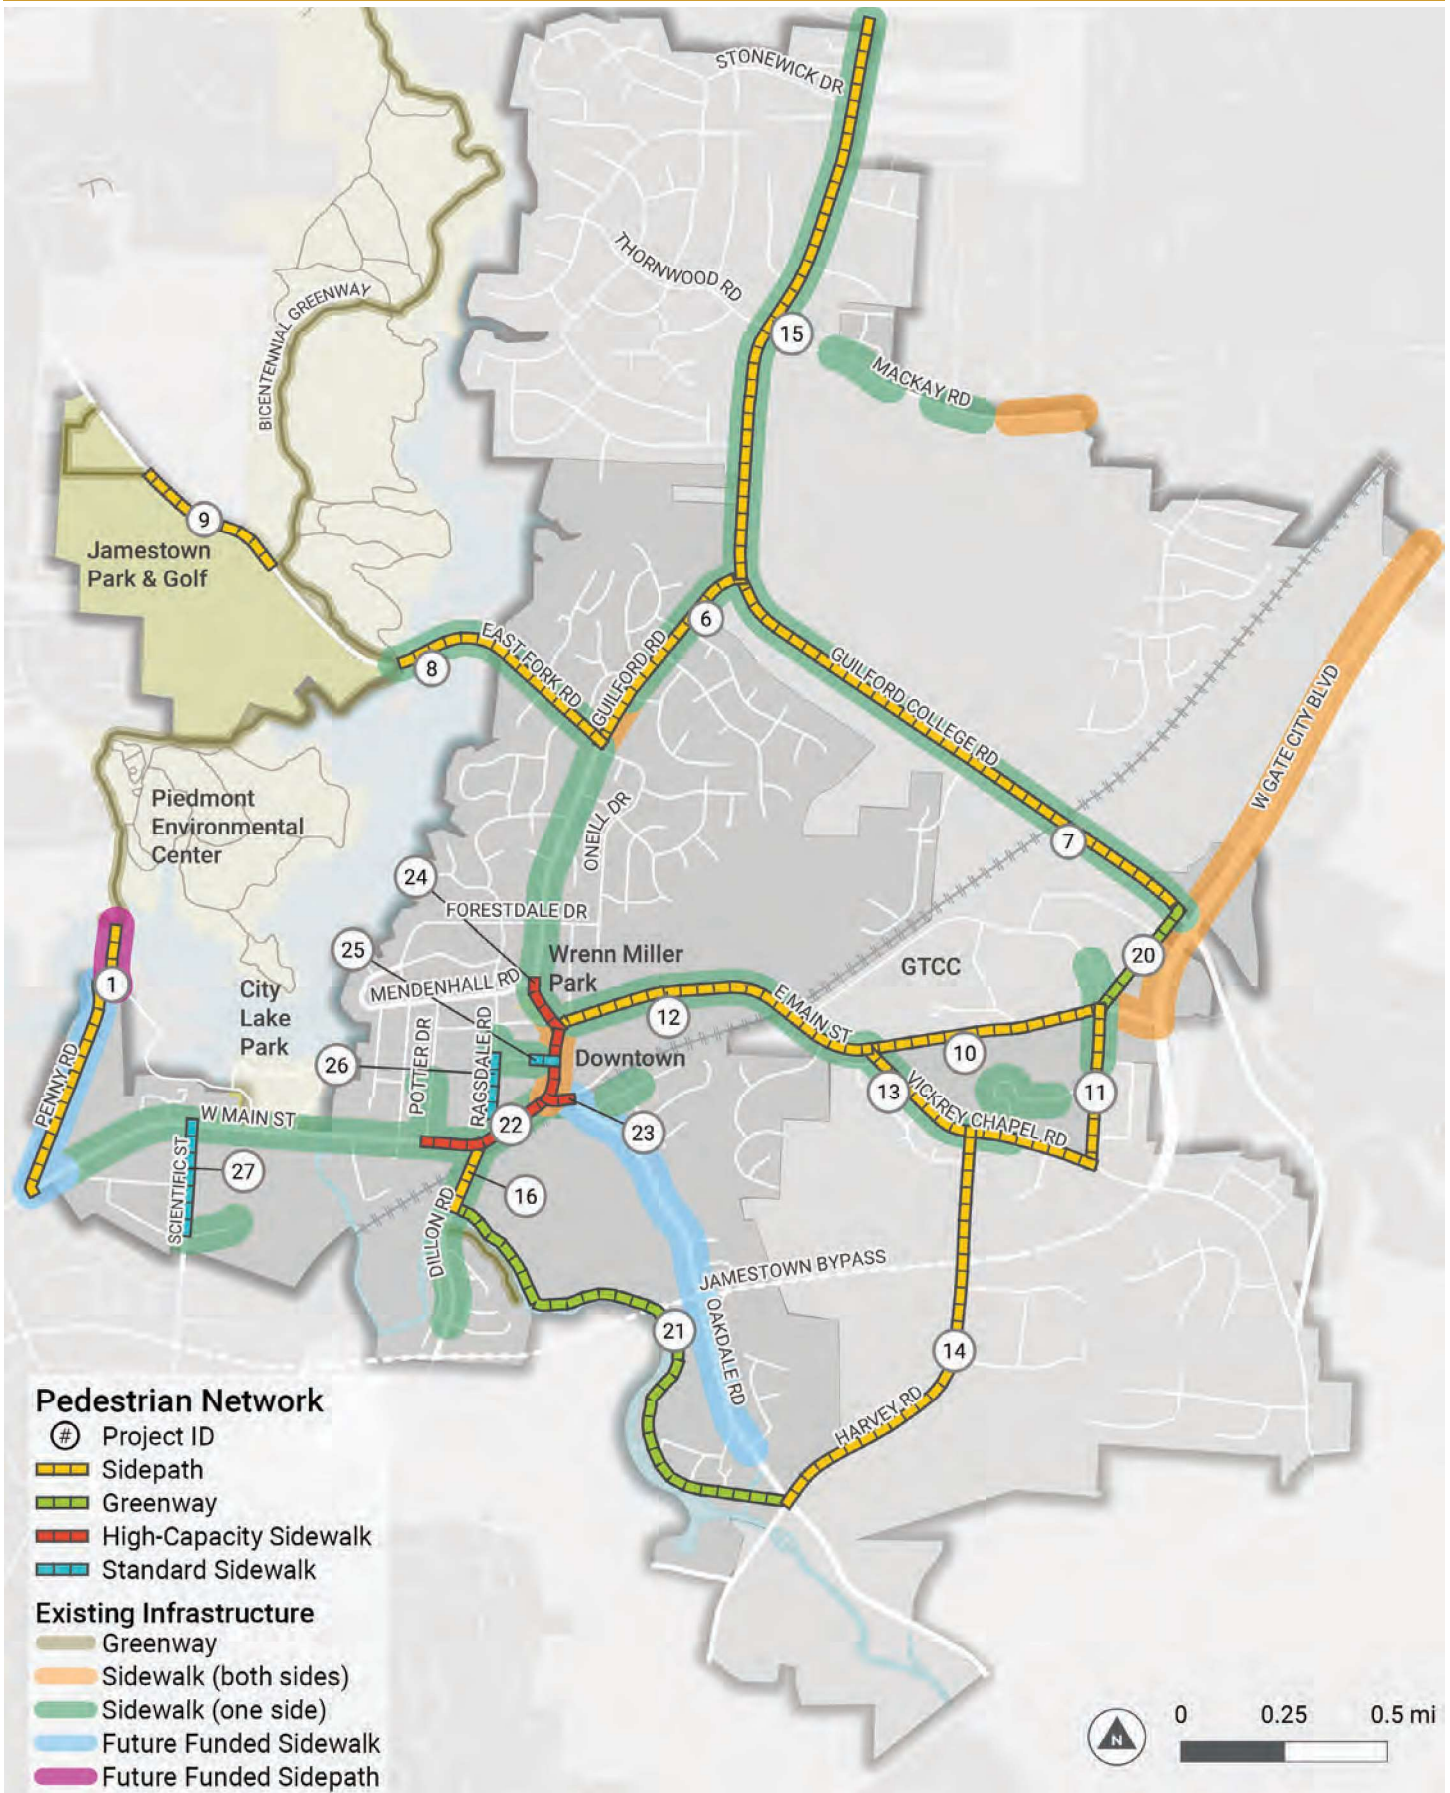 STONEWICK DR
THORNWOOD RD
BICENTENNIAL GREENWAY
15
MACKAY RD
9
Jamestown
Park & Golf
6
EAST FORK RD
GUILFORD RD
8
GUILFORD COLLEGE RD
W GATE CITY BLVD
Piedmont
Environmental
Center
ONEILL DR
7
24
FORESTDALE DR
25
Wrenn Miller
Park
GTCC
20
MENDENHALL RD
1
City
Lake
Park
12
E MAIN ST
POTTER DR
RAGSDALE RD
Downtown
10
26
PENNY RD
13
VICKREY CHAPEL RD
11
W MAIN ST
22
23
SCIENTIFIC ST
27
16
DILLON RD
JAMESTOWN BYPASS
21
OAKDALE RD
14
HARVEY RD
Pedestrian Network
# Project ID
Sidepath
Greenway
High-Capacity Sidewalk
Standard Sidewalk
Existing Infrastructure
Greenway
Sidewalk (both sides)
Sidewalk (one side)
Future Funded Sidewalk
Future Funded Sidepath
N
0 0.25 0.5 mi